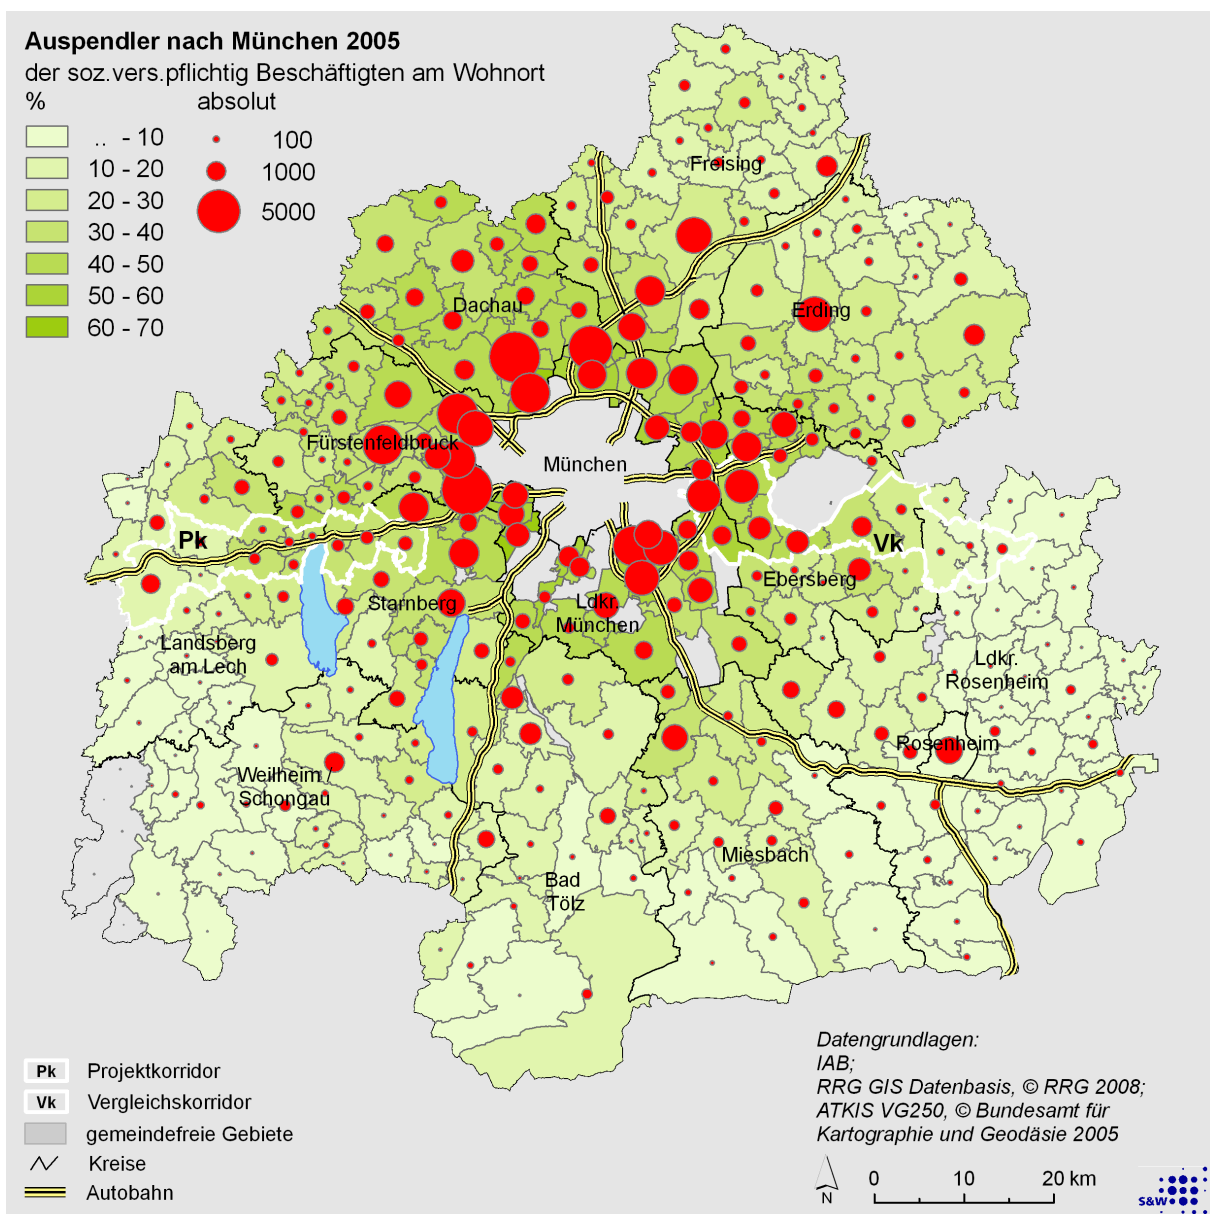 Auspendler nach München 2005
der soz.vers.pflichtig Beschäftigten am Wohnort
% absolut
.. - 10
10 - 20
20 - 30
30 - 40
40 - 50
50 - 60
60 - 70
100
1000
5000
Freising
Dachau
Erding
Fürstenfeldbruck
München
Pk
Vk
Ebersberg
Starnberg
Ldkr.
München
Landsberg
am Lech
Ldkr.
Rosenheim
Rosenheim
Weilheim /
Schongau
Miesbach
Bad
Tölz
Pk Projektkorridor
Vk Vergleichskorridor
gemeindefreie Gebiete
Kreise
Autobahn
Datengrundlagen:
IAB;
RRG GIS Datenbasis, © RRG 2008;
ATKIS VG250, © Bundesamt für
Kartographie und Geodäsie 2005
N
0 10 20 km
S&W